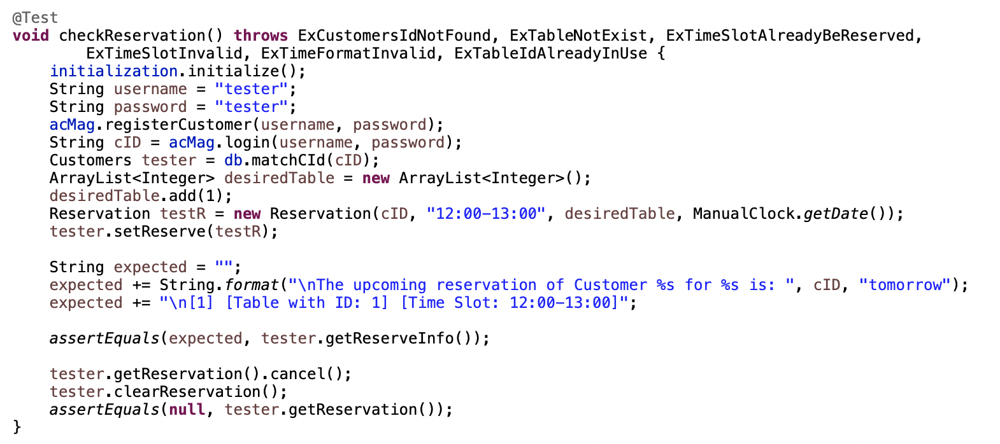 @Test
void checkReservation() throws ExCustomersIdNotFound, ExTableNotExist, ExTimeSlotAlreadyBeReserved,
        ExTimeSlotInvalid, ExTimeFormatInvalid, ExTableIdAlreadyInUse {
    initialization.initialize();
    String username = "tester";
    String password = "tester";
    acMag.registerCustomer(username, password);
    String cID = acMag.login(username, password);
    Customers tester = db.matchCId(cID);
    ArrayList<Integer> desiredTable = new ArrayList<Integer>();
    desiredTable.add(1);
    Reservation testR = new Reservation(cID, "12:00-13:00", desiredTable, ManualClock.getDate());
    tester.setReserve(testR);

    String expected = "";
    expected += String.format("\nThe upcoming reservation of Customer %s for %s is: ", cID, "tomorrow");
    expected += "\n[1] [Table with ID: 1] [Time Slot: 12:00-13:00]";

    assertEquals(expected, tester.getReserveInfo());

    tester.getReservation().cancel();
    tester.clearReservation();
    assertEquals(null, tester.getReservation());
}